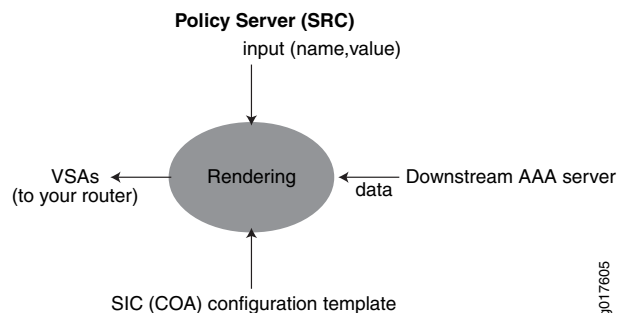 Policy Server (SRC)
input (name,value)
VSAs
(to your router)
Rendering
data
Downstream AAA server
SIC (COA) configuration template
g017605